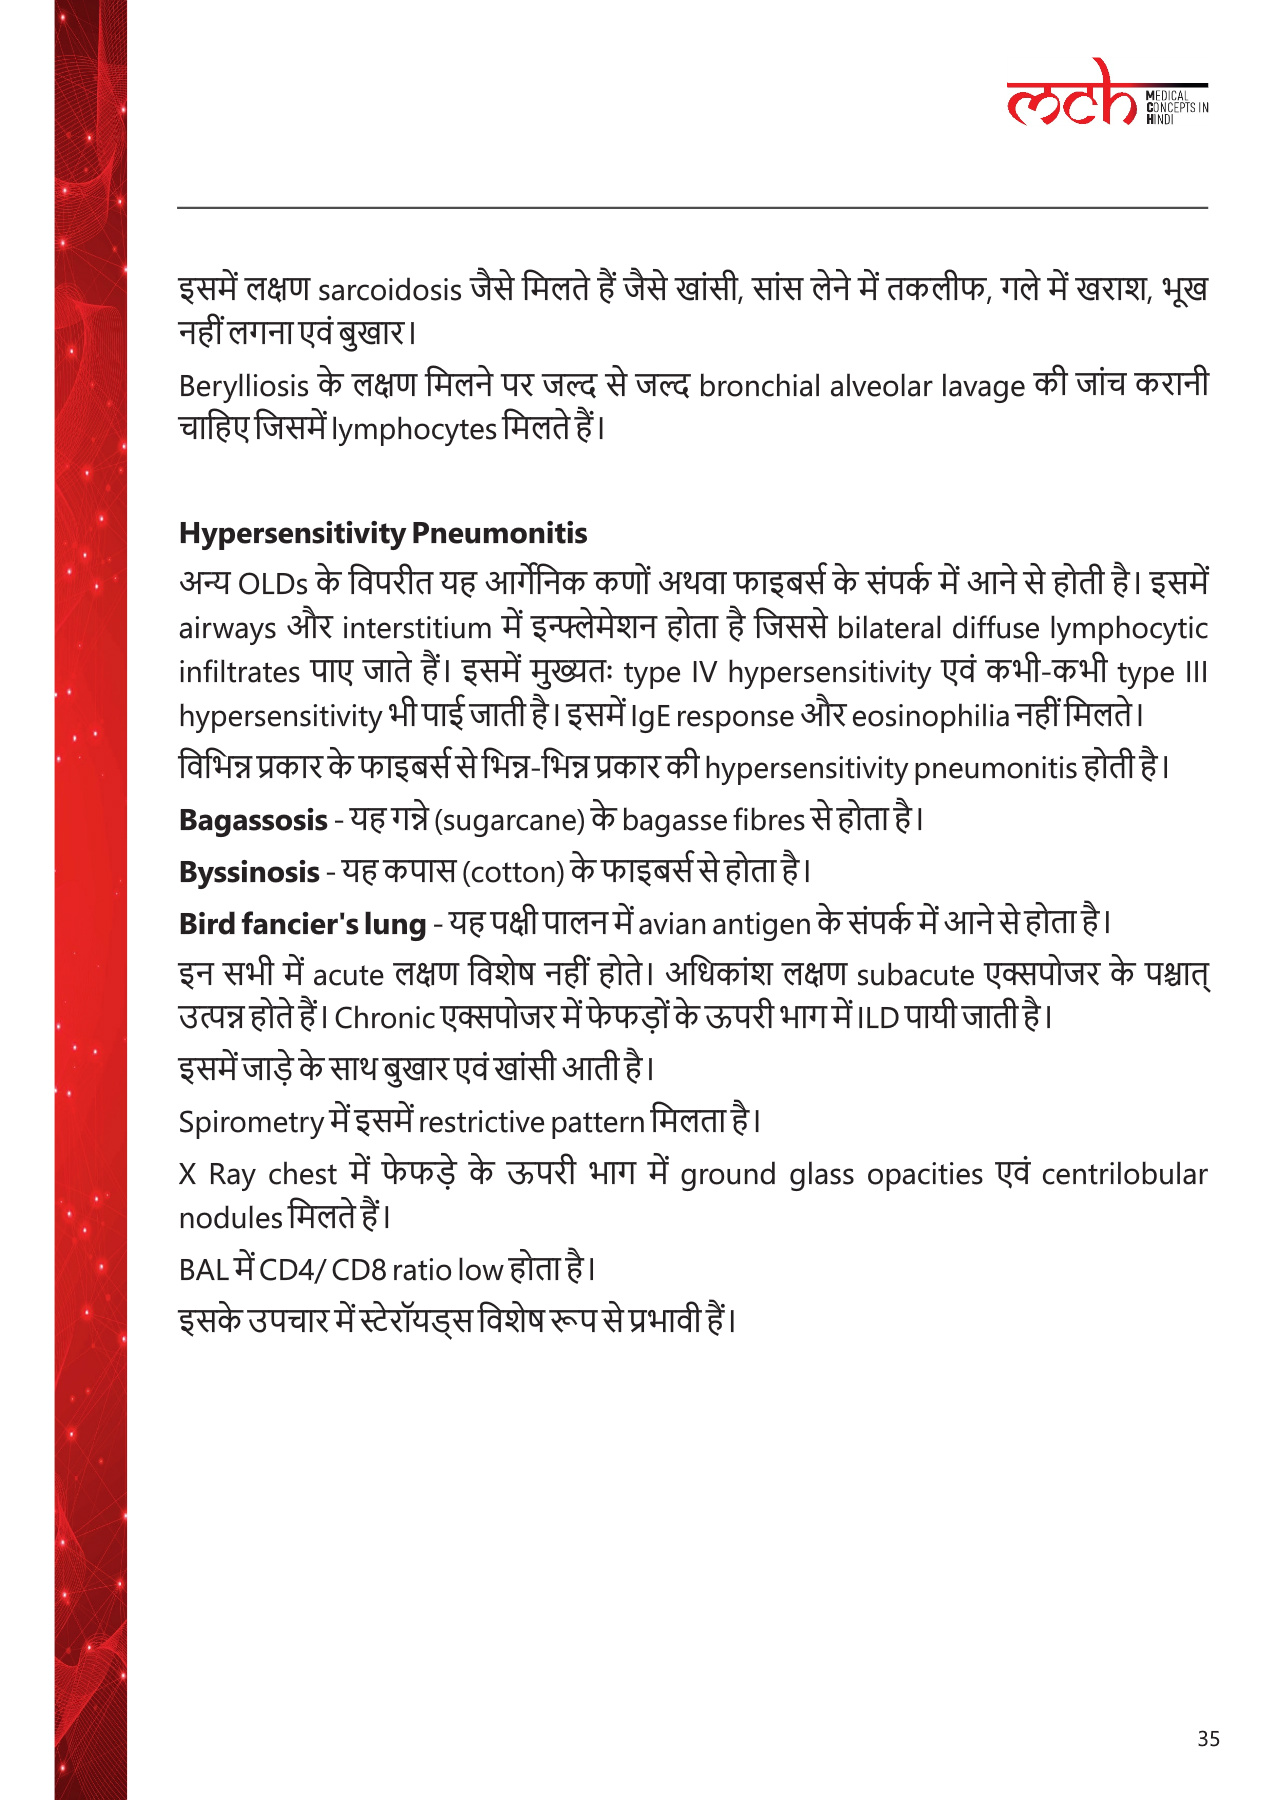 mch MEDICAL
CONCEPTS IN
HINDI
इसमें लक्षण sarcoidosis जैसे मिलते हैं जैसे खांसी, सांस लेने में तकलीफ, गले में खराश, भूख
नहीं लगना एवं बुखार।
Berylliosis के लक्षण मिलने पर जल्द से जल्द bronchial alveolar lavage की जांच करानी
चाहिए जिसमें lymphocytes मिलते हैं।
Hypersensitivity Pneumonitis
अन्य OLDs के विपरीत यह आर्गेनिक कणों अथवा फाइबर्स के संपर्क में आने से होती है। इसमें
airways और interstitium में इन्फ्लेमेशन होता है जिससे bilateral diffuse lymphocytic
infiltrates पाए जाते हैं। इसमें मुख्यतः type IV hypersensitivity एवं कभी-कभी type III
hypersensitivity भी पाई जाती है। इसमें IgE response और eosinophilia नहीं मिलते।
विभिन्न प्रकार के फाइबर्स से भिन्न-भिन्न प्रकार की hypersensitivity pneumonitis होती है।
Bagassosis - यह गन्ने (sugarcane) के bagasse fibres से होता है।
Byssinosis - यह कपास (cotton) के फाइबर्स से होता है।
Bird fancier's lung - यह पक्षी पालन में avian antigen के संपर्क में आने से होता है।
इन सभी में acute लक्षण विशेष नहीं होते। अधिकांश लक्षण subacute एक्सपोजर के पश्चात्
उत्पन्न होते हैं। Chronic एक्सपोजर में फेफड़ों के ऊपरी भाग में ILD पायी जाती है।
इसमें जाड़े के साथ बुखार एवं खांसी आती है।
Spirometry में इसमें restrictive pattern मिलता है।
X Ray chest में फेफड़े के ऊपरी भाग में ground glass opacities एवं centrilobular
nodules मिलते हैं।
BAL में CD4/ CD8 ratio low होता है।
इसके उपचार में स्टेरॉयड्स विशेष रूप से प्रभावी हैं।
35